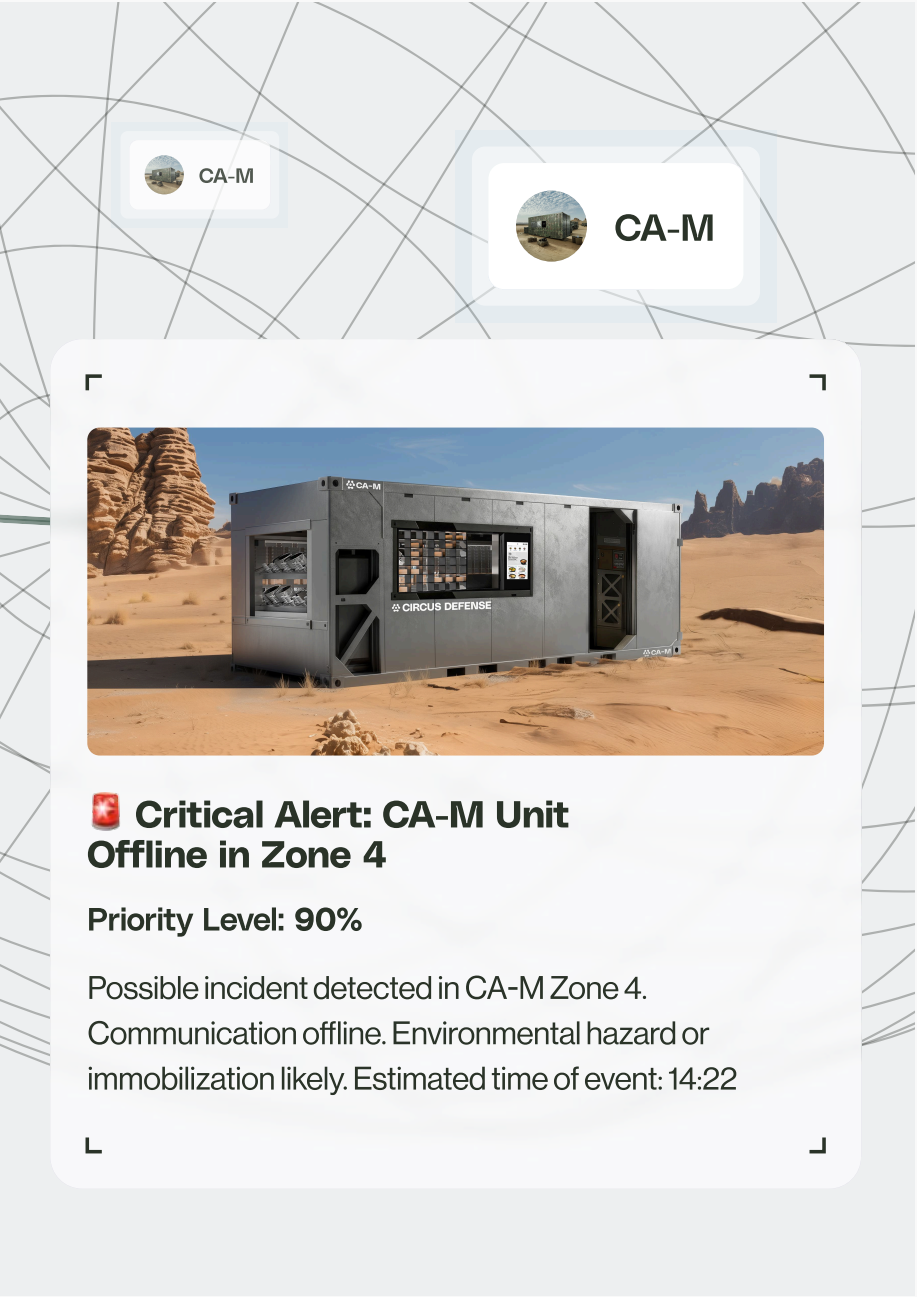 CA-M
CA-M
CA-M
CIRCUS DEFENSE
CA-M
🚨 Critical Alert: CA-M Unit
Offline in Zone 4
Priority Level: 90%
Possible incident detected in CA-M Zone 4.
Communication offline. Environmental hazard or
immobilization likely. Estimated time of event: 14:22